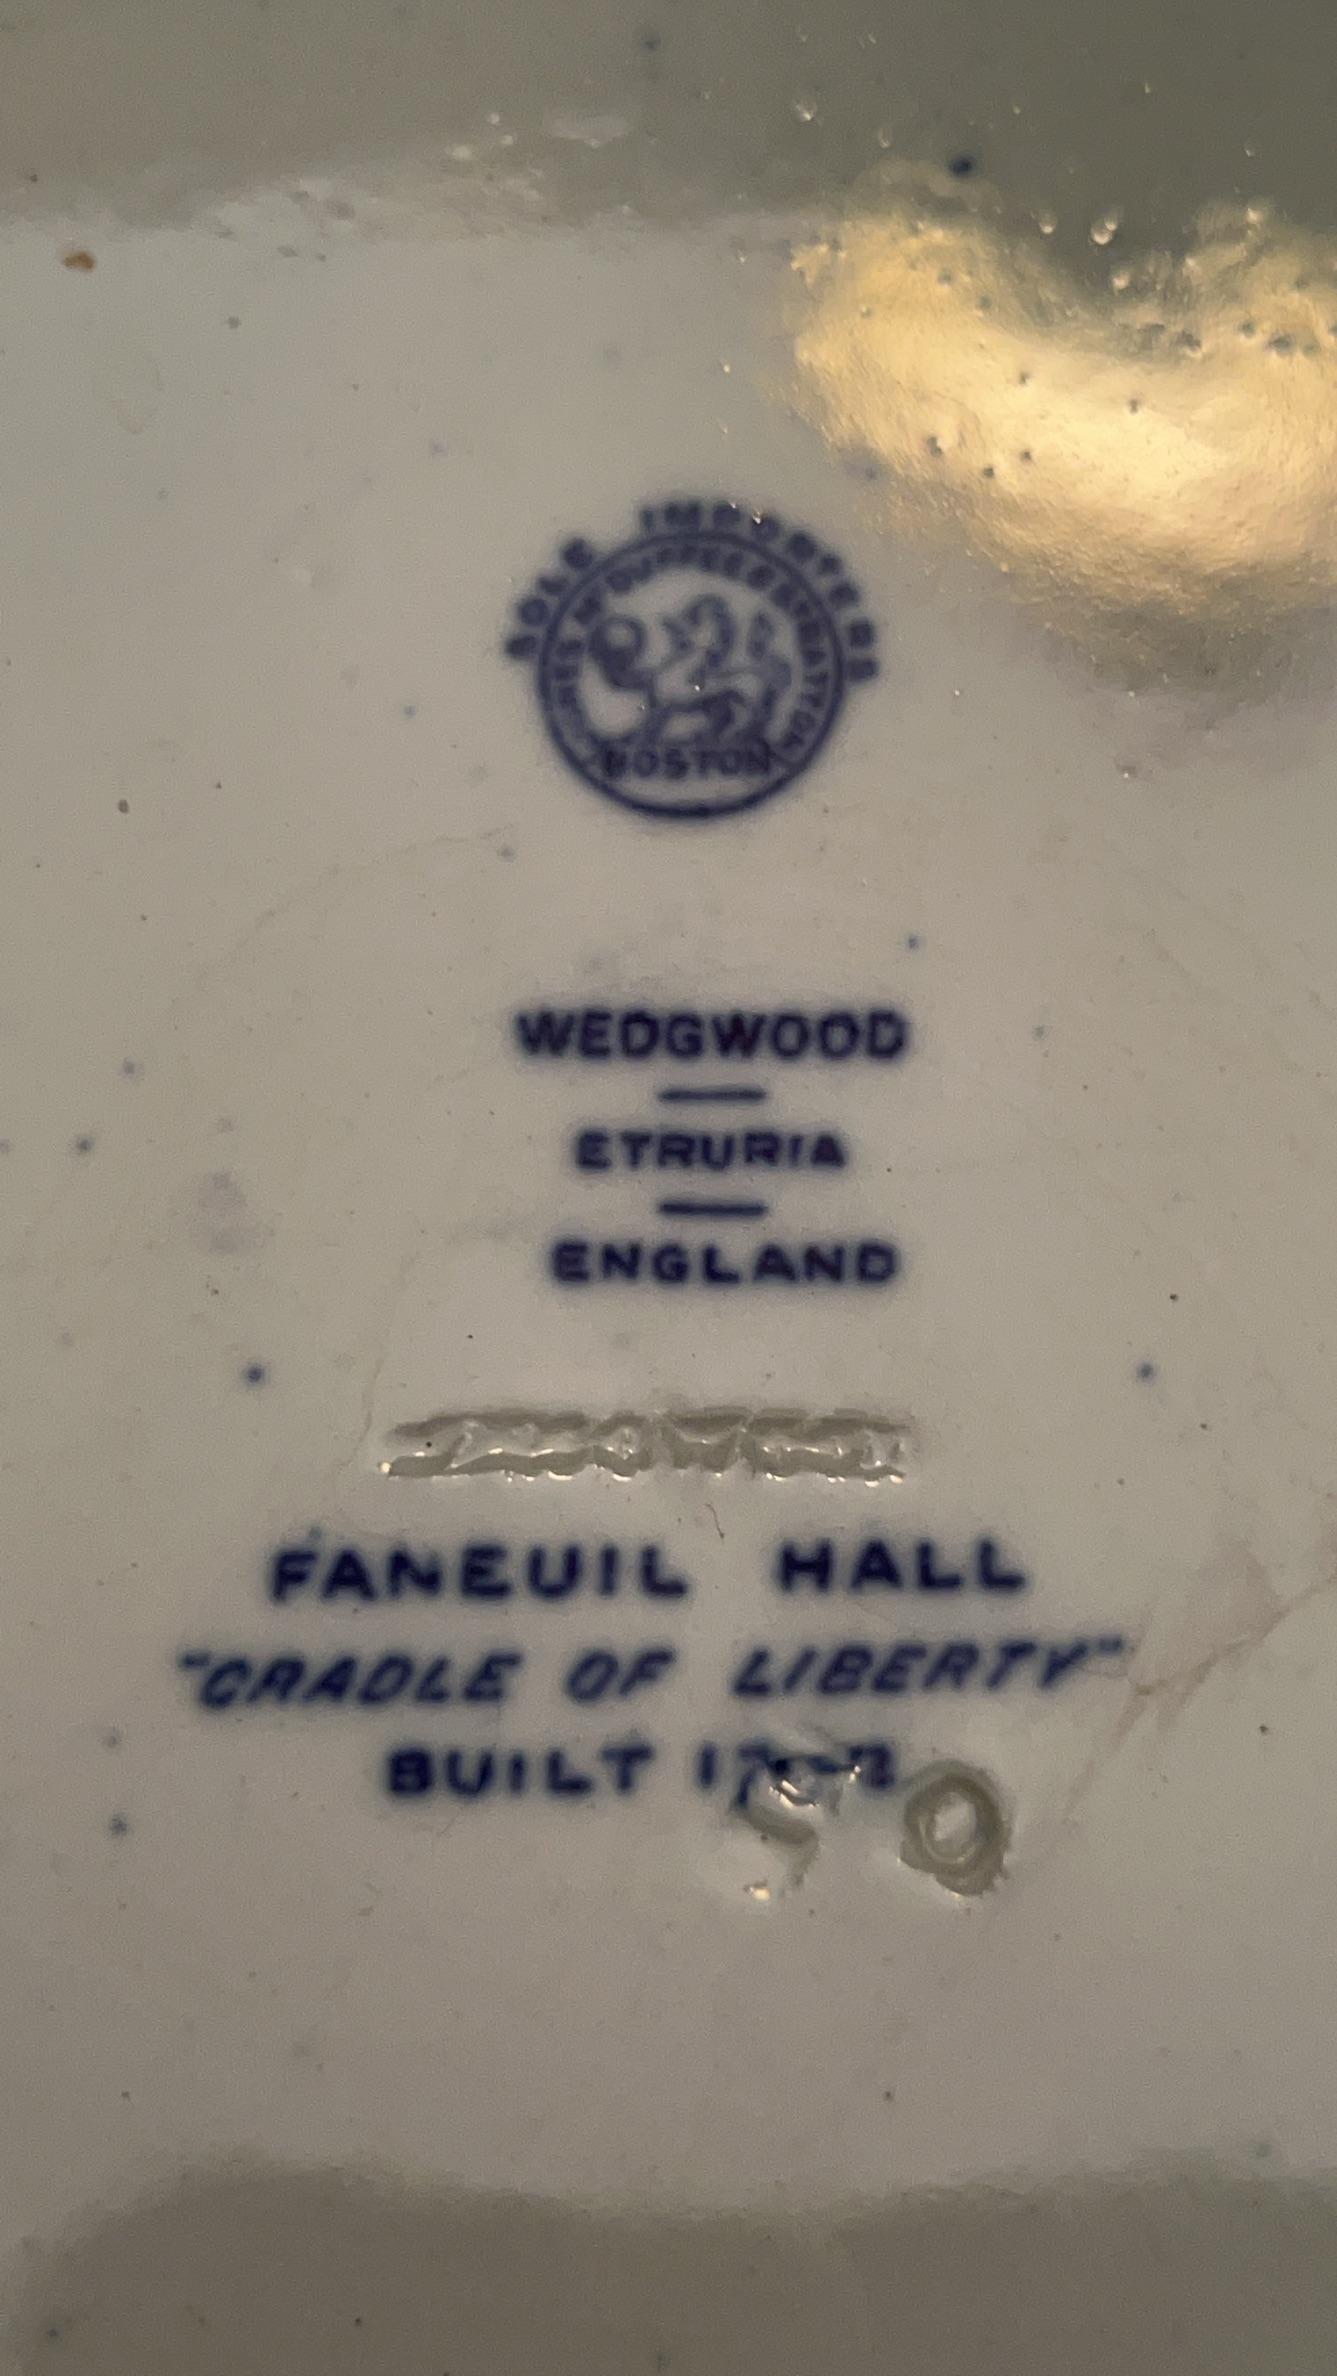 SOLE IMPORTERS
JONES McDUFFEE & STRATTON
BOSTON
WEDGWOOD
ETRURIA
ENGLAND
FANEUIL HALL
"CRADLE OF LIBERTY"
BUILT